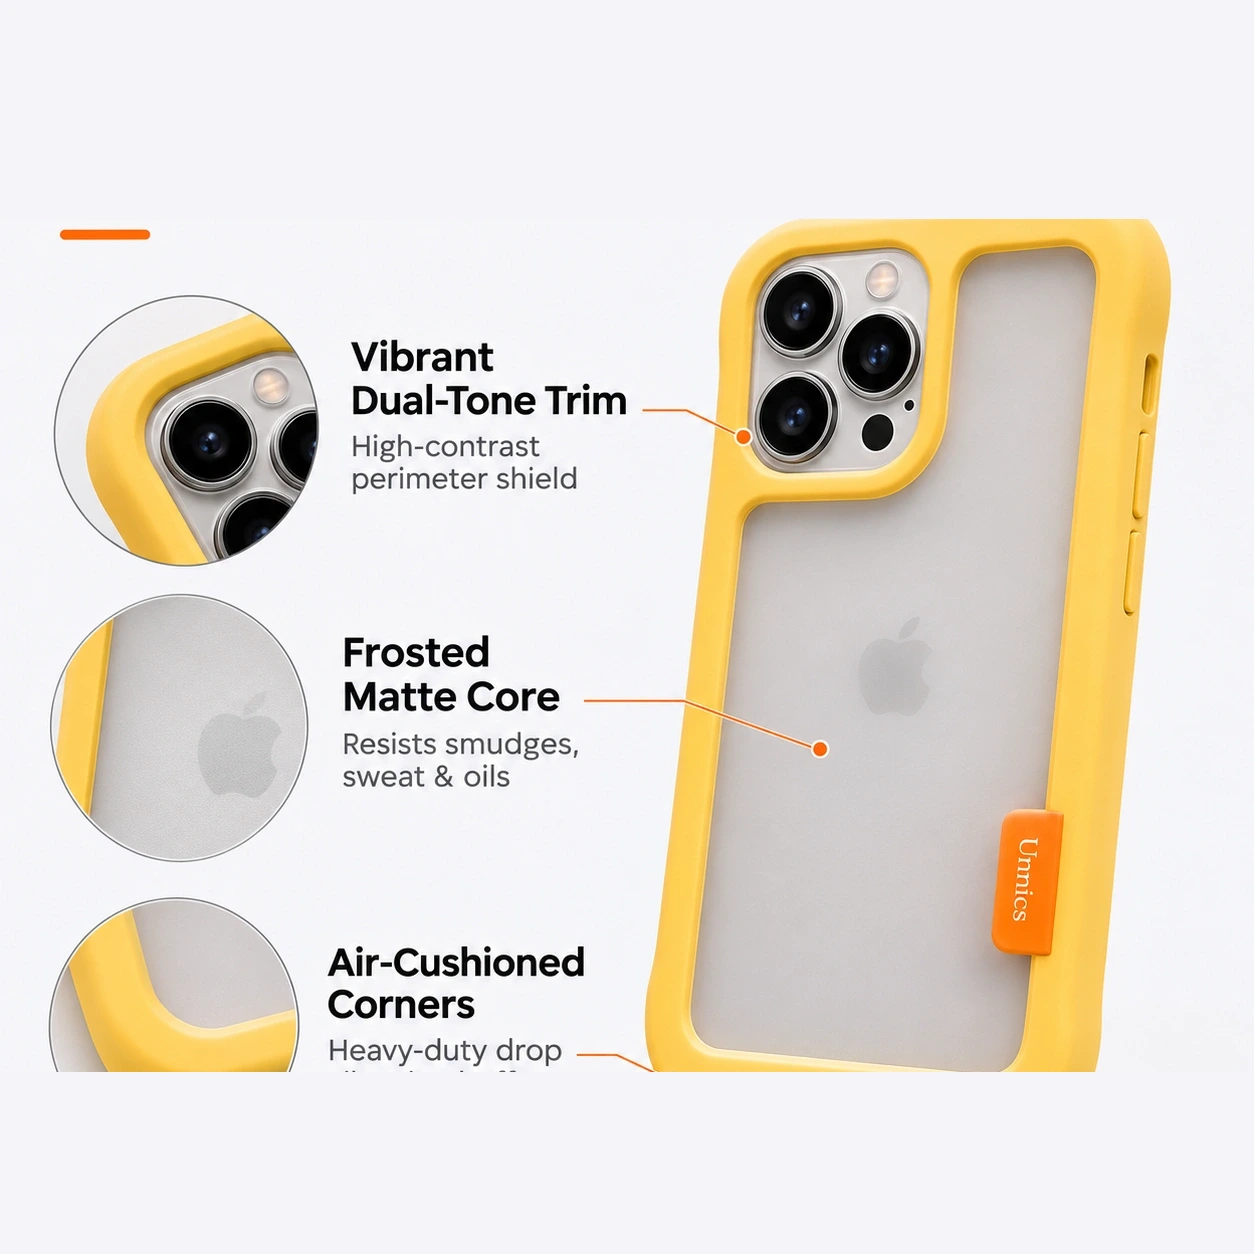 Vibrant
Dual-Tone Trim
High-contrast
perimeter shield
Frosted
Matte Core
Resists smudges,
sweat & oils
Unnics
Air-Cushioned
Corners
Heavy-duty drop